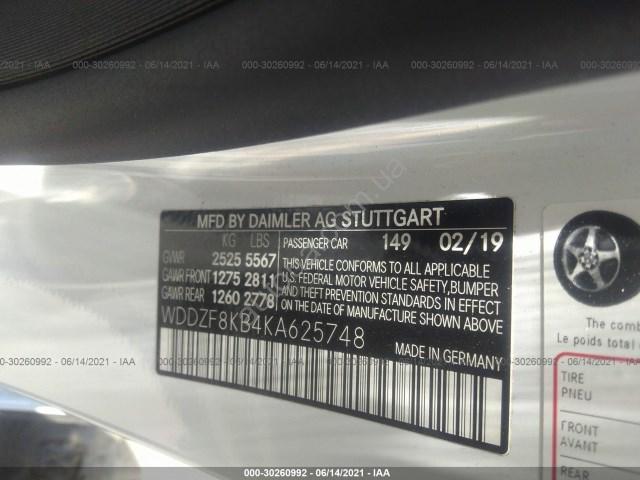 000-30260992 - 06/14/2021 - IAA
000-30260992 - 06/14/2021 - IAA
000-30260992 - 06/14/2021 - IAA
MFD BY DAIMLER AG STUTTGART
KG LBS
GVWR 2525 5567
GAWR FRONT 1275 2811
GAWR REAR 1260 2778
PASSENGER CAR 149 02/19
THIS VEHICLE CONFORMS TO ALL APPLICABLE
U.S. FEDERAL MOTOR VEHICLE SAFETY, BUMPER
AND THEFT PREVENTION STANDARDS IN EFFECT
ON THE DATE OF MANUFACTURE SHOWN ABOVE
WDDZF8KB4KA625748
MADE IN GERMANY
The comb
Le poids total
TIRE
PNEU
FRONT
AVANT
REAR
000-30260992 - 06/14/2021 - IAA
000-30260992 - 06/14/2021 - IAA
000-30260992 - 06/14/2021 - IAA
000-30260992 - 06/14/2021 - IAA